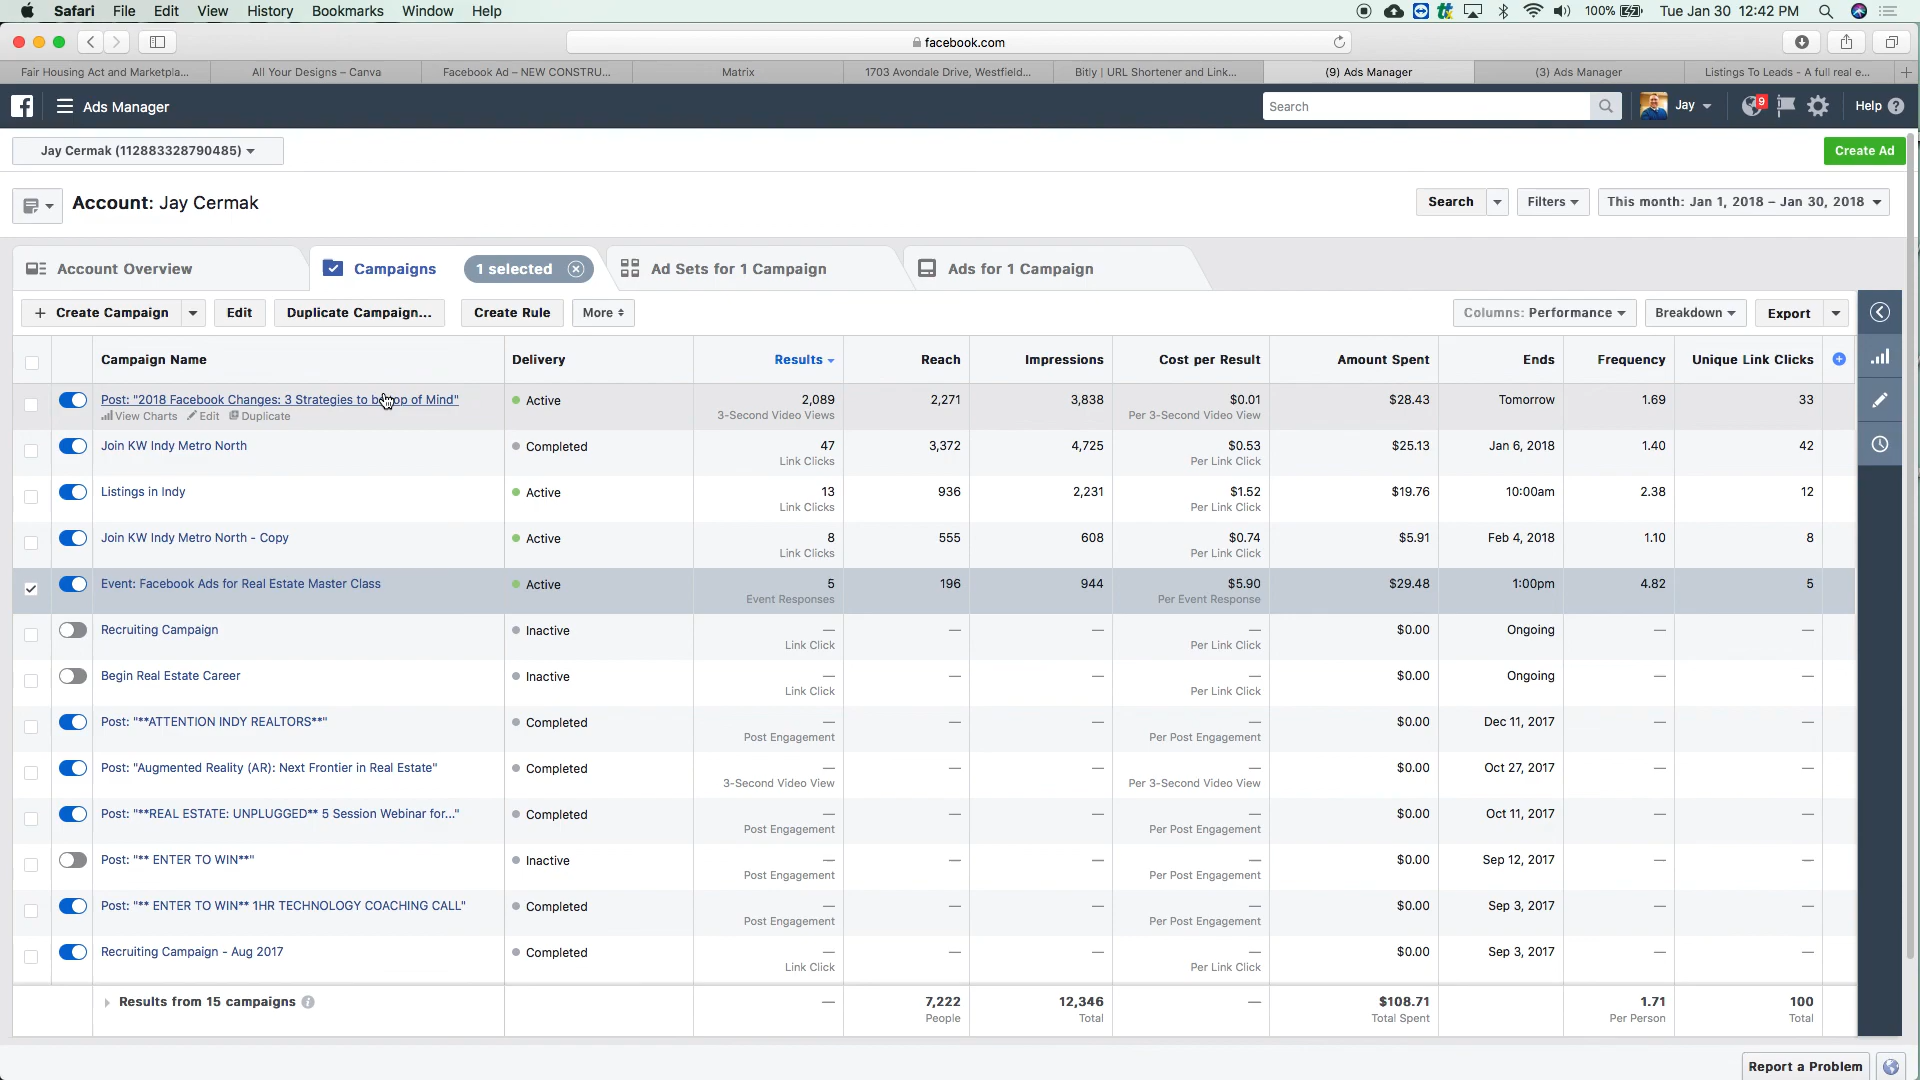 Safari File Edit View History Bookmarks Window Help 100% Tue Jan 30 12:42 PM
facebook.com
Fair Housing Act and Marketpla... All Your Designs – Canva Facebook Ad – NEW CONSTRU... Matrix 1703 Avondale Drive, Westfield... Bitly | URL Shortener and Link... (9) Ads Manager (3) Ads Manager Listings To Leads - A full real e...
Ads Manager Search Jay 9 Help
Jay Cermak (112883328790485) Create Ad
Account: Jay Cermak Search Filters This month: Jan 1, 2018 – Jan 30, 2018
Account Overview Campaigns 1 selected Ad Sets for 1 Campaign Ads for 1 Campaign
+ Create Campaign Edit Duplicate Campaign... Create Rule More Columns: Performance Breakdown Export
Campaign Name Delivery Results Reach Impressions Cost per Result Amount Spent Ends Frequency Unique Link Clicks
Post: "2018 Facebook Changes: 3 Strategies to be Top of Mind" Active 2,089 2,271 3,838 $0.01 $28.43 Tomorrow 1.69 33
View Charts Edit Duplicate 3-Second Video Views Per 3-Second Video View
Join KW Indy Metro North Completed 47 3,372 4,725 $0.53 $25.13 Jan 6, 2018 1.40 42
Link Clicks Per Link Click
Listings in Indy Active 13 936 2,231 $1.52 $19.76 10:00am 2.38 12
Link Clicks Per Link Click
Join KW Indy Metro North - Copy Active 8 555 608 $0.74 $5.91 Feb 4, 2018 1.10 8
Link Clicks Per Link Click
Event: Facebook Ads for Real Estate Master Class Active 5 196 944 $5.90 $29.48 1:00pm 4.82 5
Event Responses Per Event Response
Recruiting Campaign Inactive — — — — $0.00 Ongoing — —
Link Click Per Link Click
Begin Real Estate Career Inactive — — — — $0.00 Ongoing — —
Link Click Per Link Click
Post: "**ATTENTION INDY REALTORS**" Completed — — — — $0.00 Dec 11, 2017 — —
Post Engagement Per Post Engagement
Post: "Augmented Reality (AR): Next Frontier in Real Estate" Completed — — — — $0.00 Oct 27, 2017 — —
3-Second Video View Per 3-Second Video View
Post: "**REAL ESTATE: UNPLUGGED** 5 Session Webinar for..." Completed — — — — $0.00 Oct 11, 2017 — —
Post Engagement Per Post Engagement
Post: "** ENTER TO WIN**" Inactive — — — — $0.00 Sep 12, 2017 — —
Post Engagement Per Post Engagement
Post: "** ENTER TO WIN** 1HR TECHNOLOGY COACHING CALL" Completed — — — — $0.00 Sep 3, 2017 — —
Post Engagement Per Post Engagement
Recruiting Campaign - Aug 2017 Completed — — — — $0.00 Sep 3, 2017 — —
Link Click Per Link Click
Results from 15 campaigns — 7,222 12,346 — $108.71 1.71 100
People Total Total Spent Per Person Total
Report a Problem